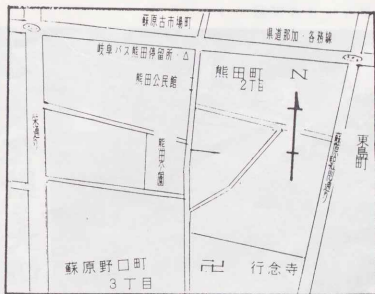 蘇原古市場町
県道那加・各務線
岐阜バス熊田停留所 △
熊田町
2丁目
N
熊田公民館
熊田公園
東島町
蘇原野口町
3丁目
卍 行念寺